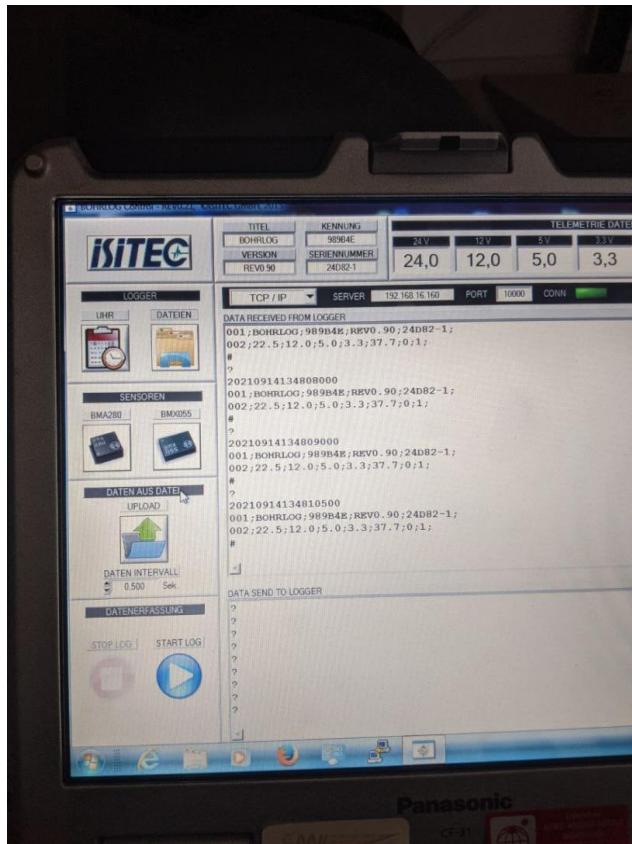 BOHRLOG Control - REV0.2
iSiTEC
TITEL
KENNUNG
BOHRLOG
989B4E
VERSION
SERIENNUMMER
REV0.90
24D82-1
TELEMETRIE DATE
24 V
12 V
5 V
3.3 V
24,0
12,0
5,0
3,3
TCP / IP
SERVER
192.168.16.160
PORT
10000
CONN
LOGGER
UHR
DATEIEN
SENSOREN
BMA280
BMX055
DATEN AUS DATEI
UPLOAD
DATEN INTERVALL
0.500 Sek.
DATENERFASSUNG
STOP LOG
START LOG
DATA RECEIVED FROM LOGGER
001;BOHRLOG;989B4E;REV0.90;24D82-1;
002;22.5;12.0;5.0;3.3;37.7;0;1;
#
?
20210914134808000
001;BOHRLOG;989B4E;REV0.90;24D82-1;
002;22.5;12.0;5.0;3.3;37.7;0;1;
#
?
20210914134809000
001;BOHRLOG;989B4E;REV0.90;24D82-1;
002;22.5;12.0;5.0;3.3;37.7;0;1;
#
?
20210914134810500
001;BOHRLOG;989B4E;REV0.90;24D82-1;
002;22.5;12.0;5.0;3.3;37.7;0;1;
#
DATA SEND TO LOGGER
?
?
?
?
?
?
?
?
Panasonic
CF-31